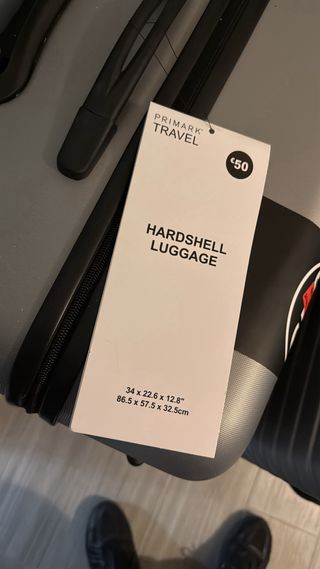 PRIMARK®
TRAVEL
€50
HARDSHELL
LUGGAGE
34 x 22.6 x 12.8"
86.5 x 57.5 x 32.5cm